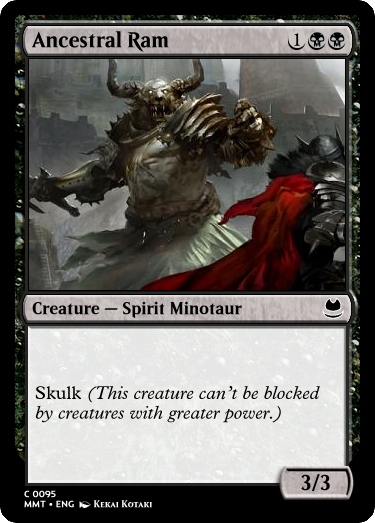 Ancestral Ram 1
Creature — Spirit Minotaur
Skulk (This creature can't be blocked
by creatures with greater power.)
3/3
C 0095
MMT • ENG Kekai Kotaki